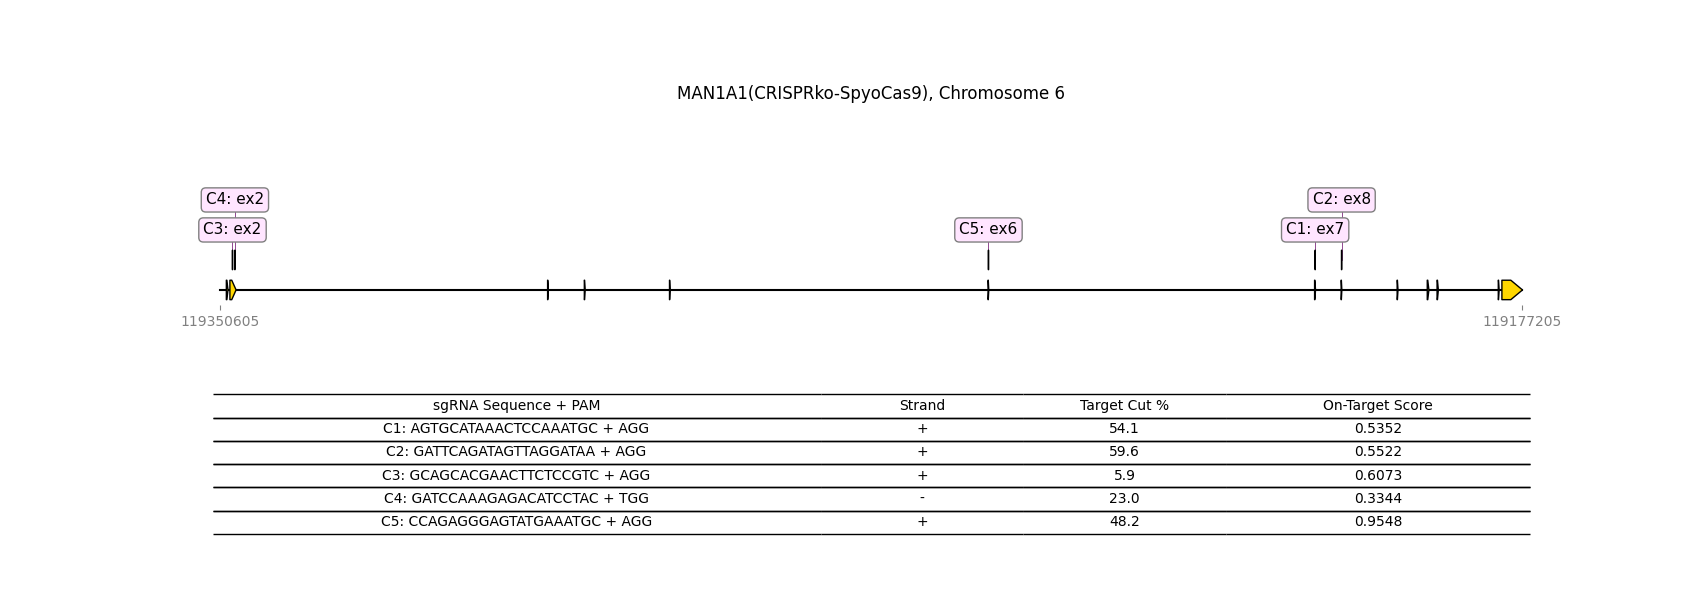 MAN1A1(CRISPRko-SpyoCas9), Chromosome 6
C4: ex2
C2: ex8
C3: ex2
C5: ex6
C1: ex7
119350605
119177205
sgRNA Sequence + PAM Strand Target Cut % On-Target Score
C1: AGTGCATAAACTCCAAATGC + AGG + 54.1 0.5352
C2: GATTCAGATAGTTAGGATAA + AGG + 59.6 0.5522
C3: GCAGCACGAACTTCTCCGTC + AGG + 5.9 0.6073
C4: GATCCAAAGAGACATCCTAC + TGG - 23.0 0.3344
C5: CCAGAGGGAGTATGAAATGC + AGG + 48.2 0.9548